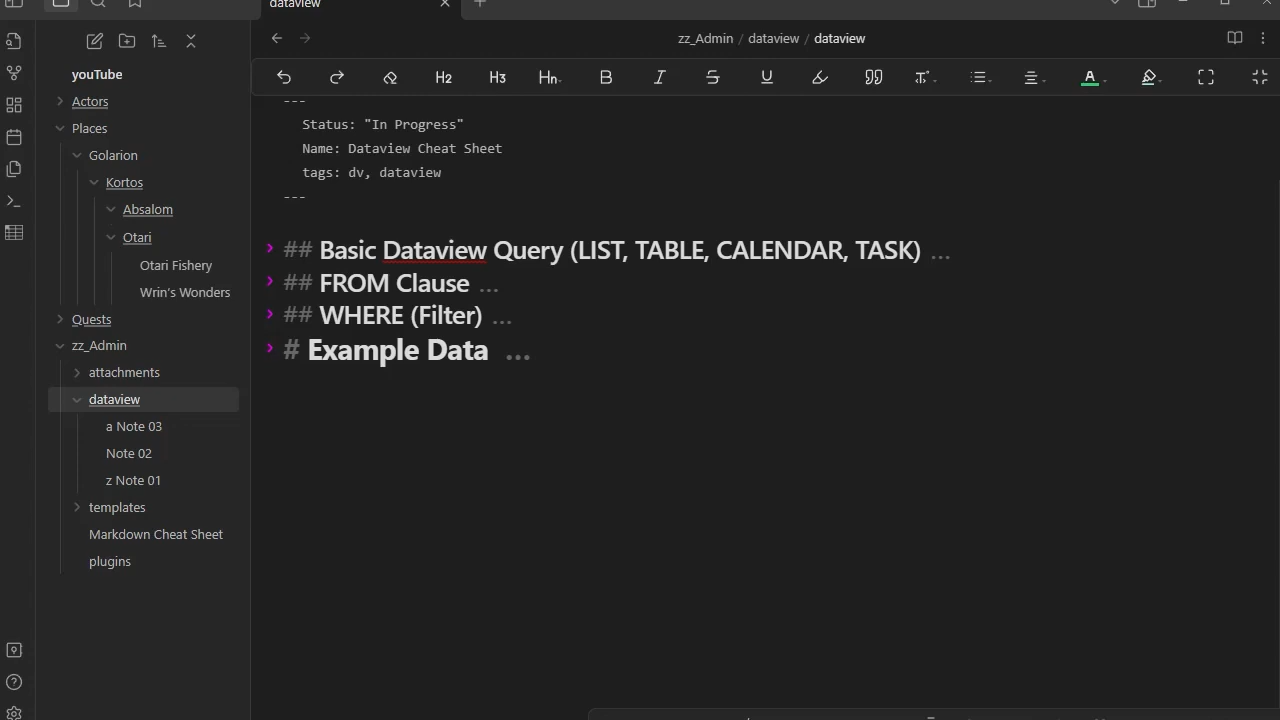 dataview
zz_Admin / dataview / dataview
H2 H3 Hn B I S U A
youTube
Actors
Places
Golarion
Kortos
Absalom
Otari
Otari Fishery
Wrin's Wonders
Quests
zz_Admin
attachments
dataview
a Note 03
Note 02
z Note 01
templates
Markdown Cheat Sheet
plugins
---
Status: "In Progress"
Name: Dataview Cheat Sheet
tags: dv, dataview
---
## Basic Dataview Query (LIST, TABLE, CALENDAR, TASK) ...
## FROM Clause ...
## WHERE (Filter) ...
# Example Data ...